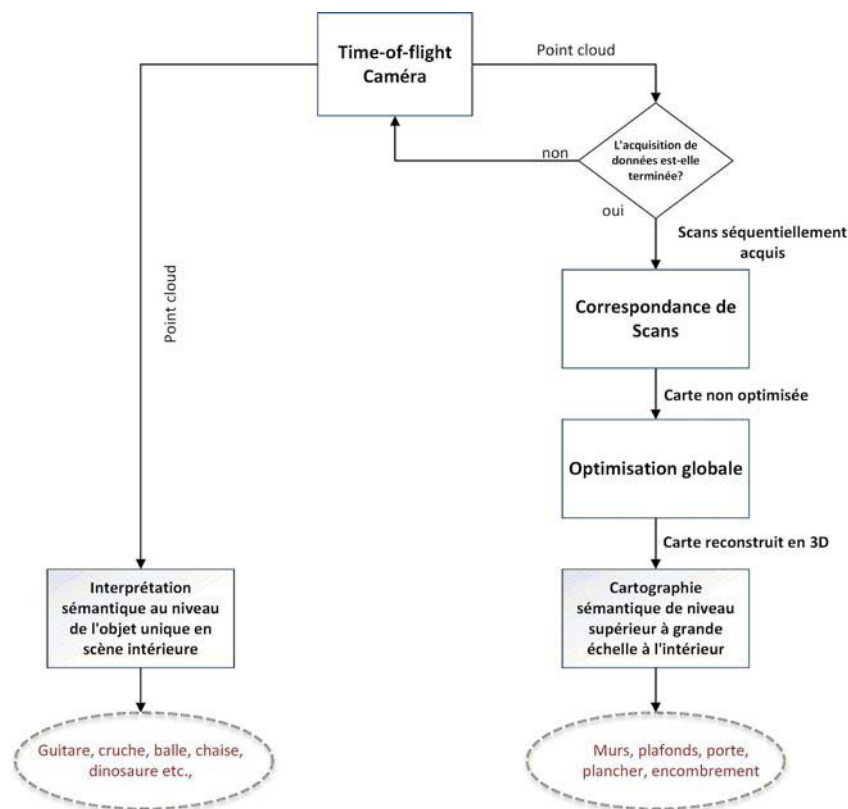 Time-of-flight
Caméra
Point cloud
L'acquisition de
données est-elle
terminée?
non
oui
Scans séquentiellement
acquis
Correspondance de
Scans
Carte non optimisée
Optimisation globale
Carte reconstruit en 3D
Cartographie
sémantique de niveau
supérieur à grande
échelle à l'intérieur
Murs, plafonds, porte,
plancher, encombrement
Point cloud
Interprétation
sémantique au niveau
de l'objet unique en
scène intérieure
Guitare, cruche, balle, chaise,
dinosaure etc.,